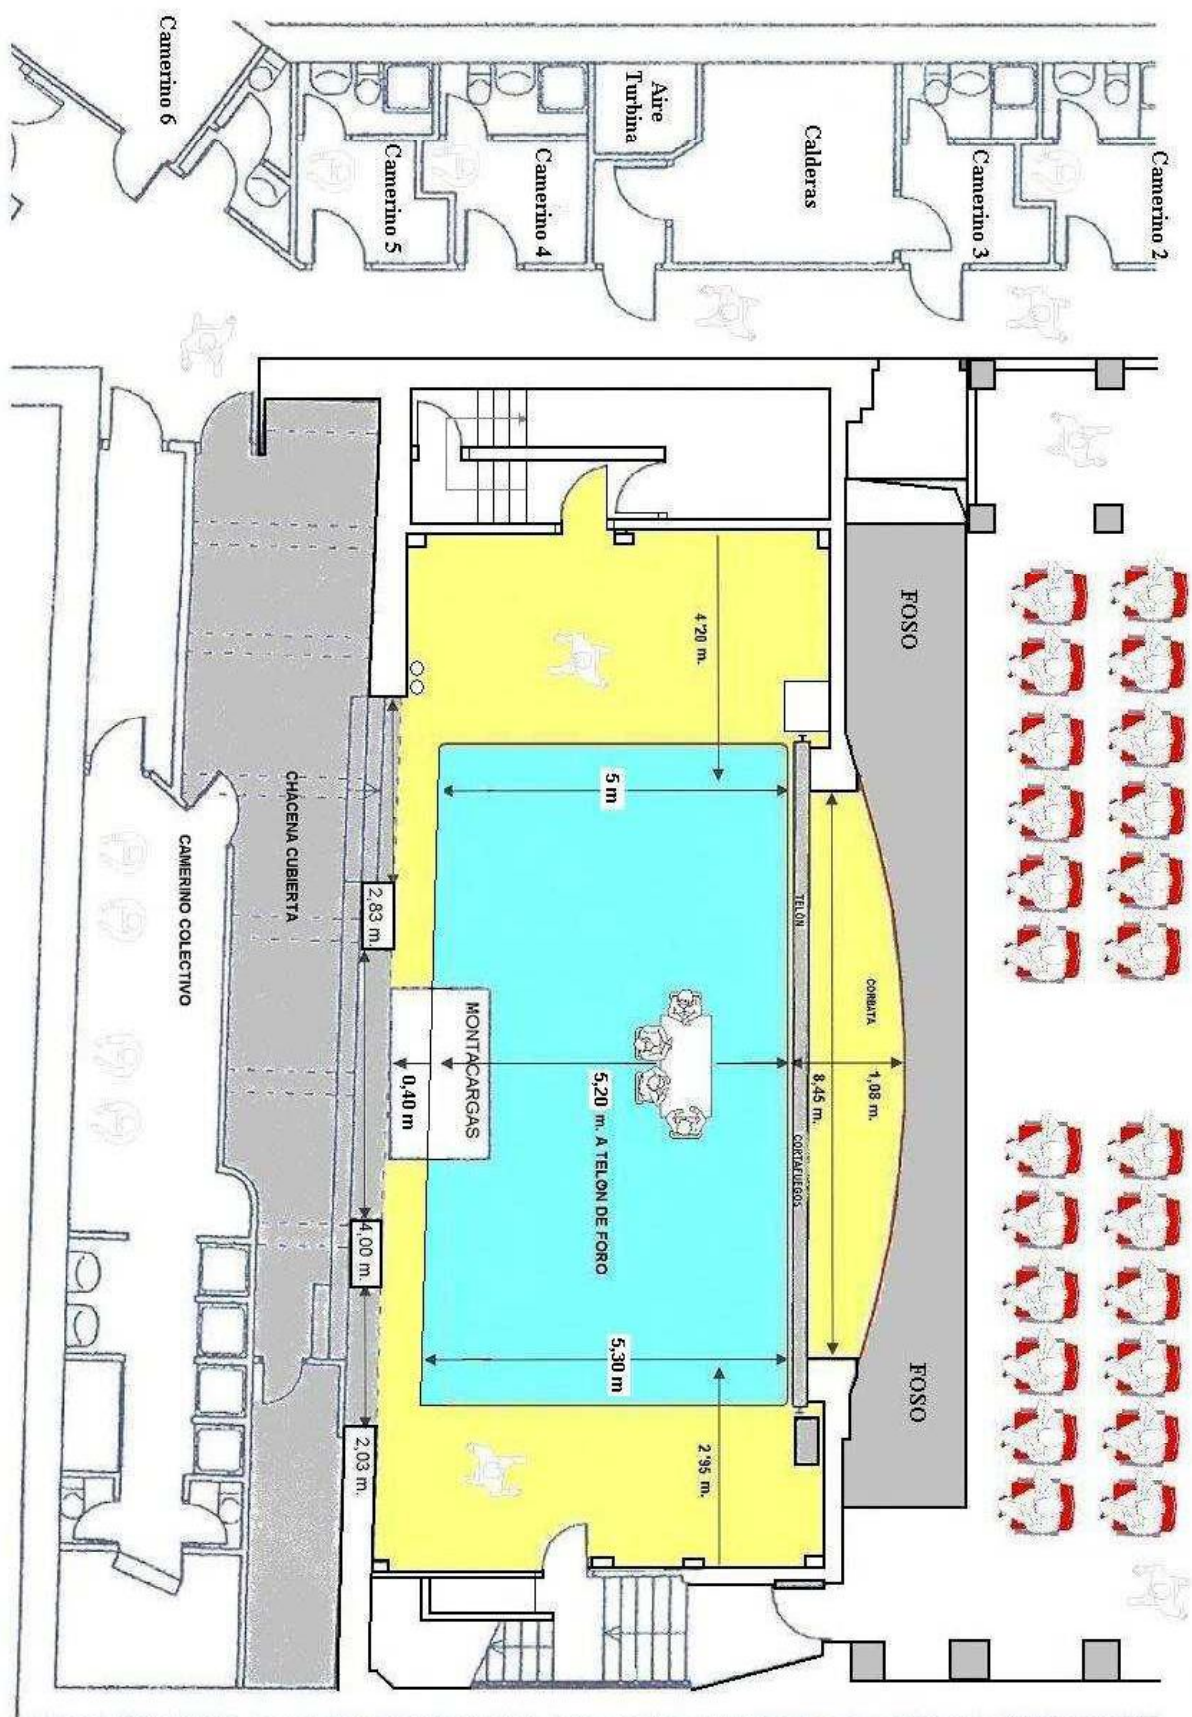 Camerino 6
Camerino 5
Camerino 4
Aire
Turbina
Calderas
Camerino 3
Camerino 2
FOSO
FOSO
4'20 m.
5 m
TELÓN
CORBATA
CHACENA CUBIERTA
CAMERINO COLECTIVO
2,83 m.
MONTACARGAS
0,40 m
5,20 m. A TELON DE FORO
8,45 m.
1,08 m.
CORTAFUEGOS
4,00 m.
5,30 m
2'95 m.
2,03 m.